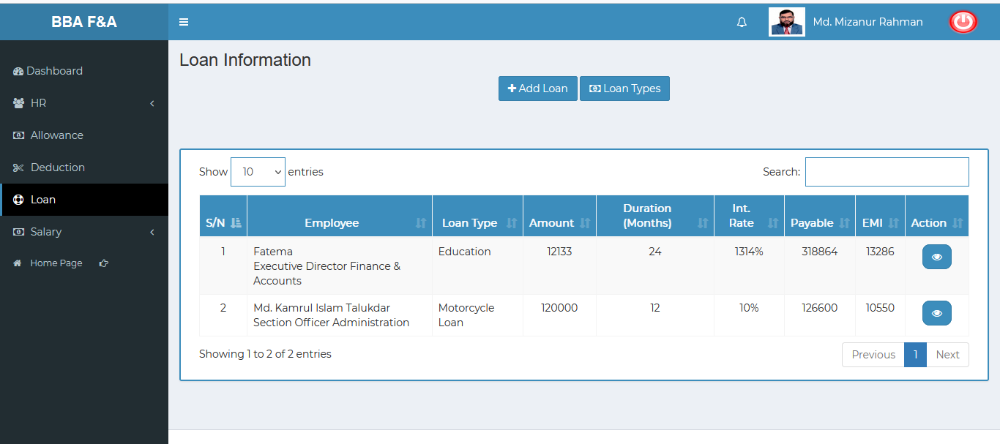 BBA F&A
Md. Mizanur Rahman
Dashboard
HR
Allowance
Deduction
Loan
Salary
Home Page
Loan Information
Add Loan Loan Types
Show 10 entries Search:
S/N Employee Loan Type Amount Duration (Months) Int. Rate Payable EMI Action
1 Fatema Education 12133 24 1314% 318864 13286
Executive Director Finance &
Accounts
2 Md. Kamrul Islam Talukdar Motorcycle 120000 12 10% 126600 10550
Section Officer Administration Loan
Showing 1 to 2 of 2 entries Previous 1 Next